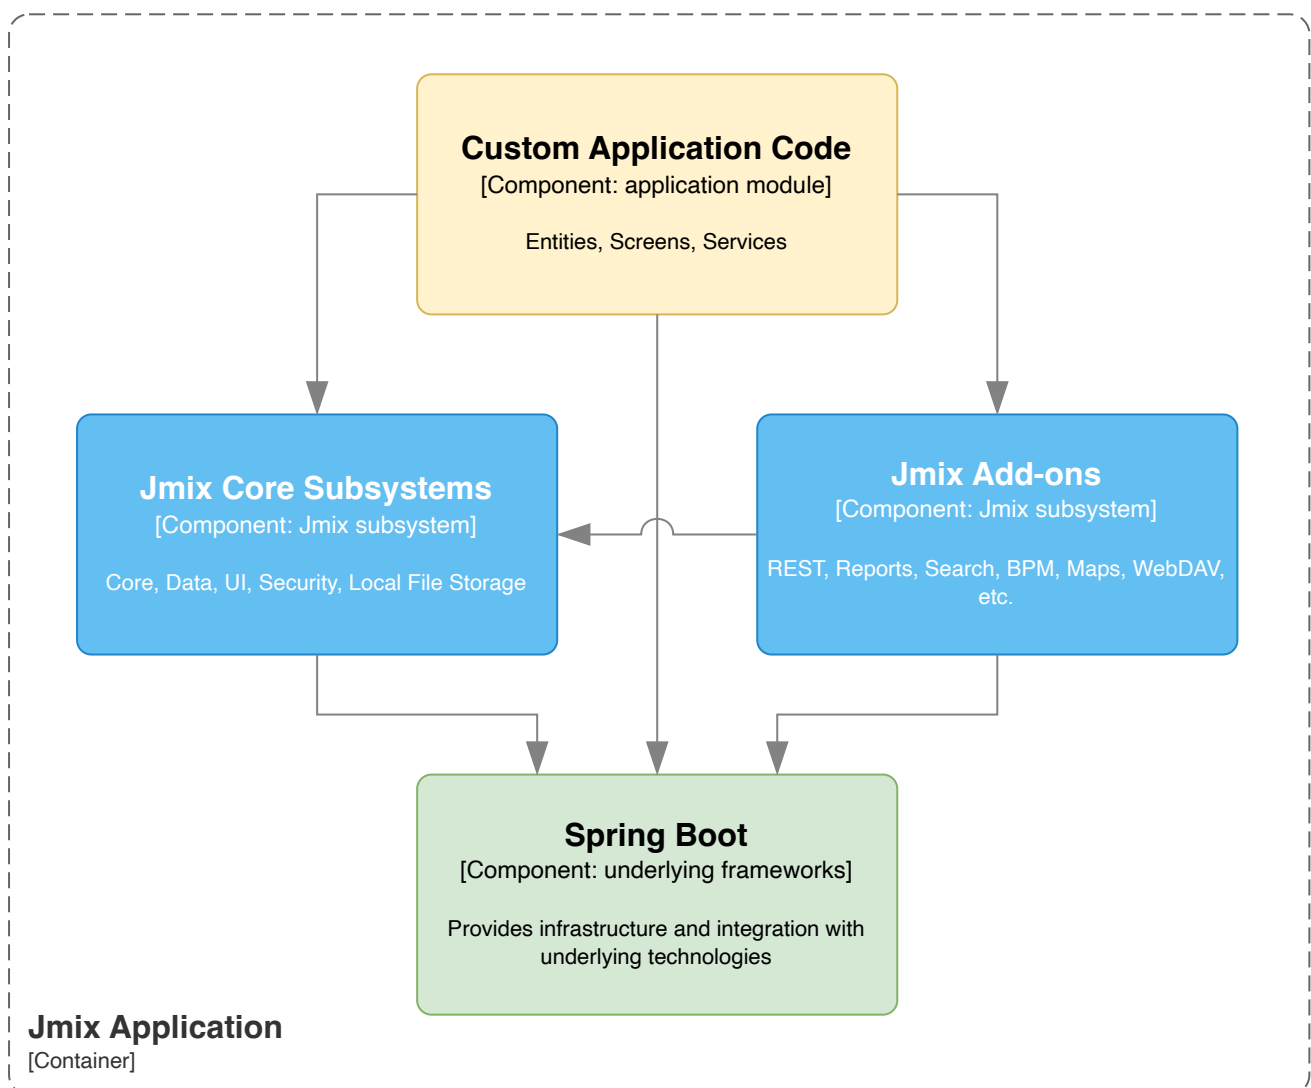 Custom Application Code
[Component: application module]
Entities, Screens, Services
Jmix Core Subsystems
[Component: Jmix subsystem]
Core, Data, UI, Security, Local File Storage
Jmix Add-ons
[Component: Jmix subsystem]
REST, Reports, Search, BPM, Maps, WebDAV,
etc.
Spring Boot
[Component: underlying frameworks]
Provides infrastructure and integration with
underlying technologies
Jmix Application
[Container]